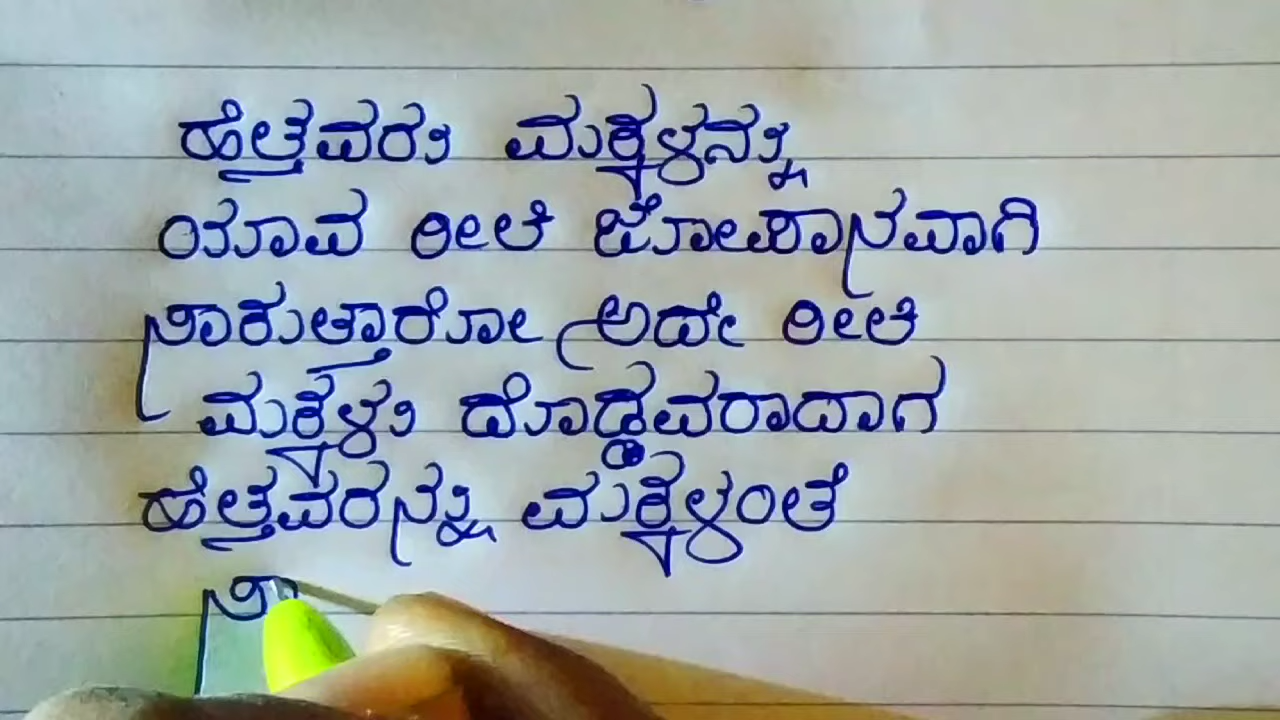 ಹೆತ್ತವರು ಮಕ್ಕಳನ್ನು
ಯಾವ ರೀತಿ ಜೋಪಾನವಾಗಿ
ಸಾಕುತ್ತಾರೋ ಅದೇ ರೀತಿ
ಮಕ್ಕಳು ದೊಡ್ಡವರಾದಾಗ
ಹೆತ್ತವರನ್ನು ಮಕ್ಕಳಂತೆ
ಸಾ